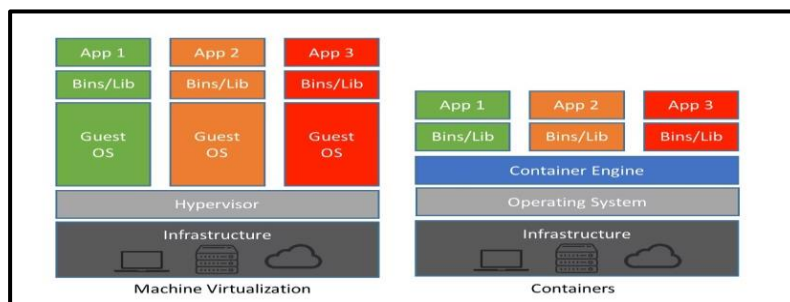 App 1
App 2
App 3
Bins/Lib
Bins/Lib
Bins/Lib
Guest
OS
Guest
OS
Guest
OS
Hypervisor
Infrastructure
Machine Virtualization
App 1
App 2
App 3
Bins/Lib
Bins/Lib
Bins/Lib
Container Engine
Operating System
Infrastructure
Containers